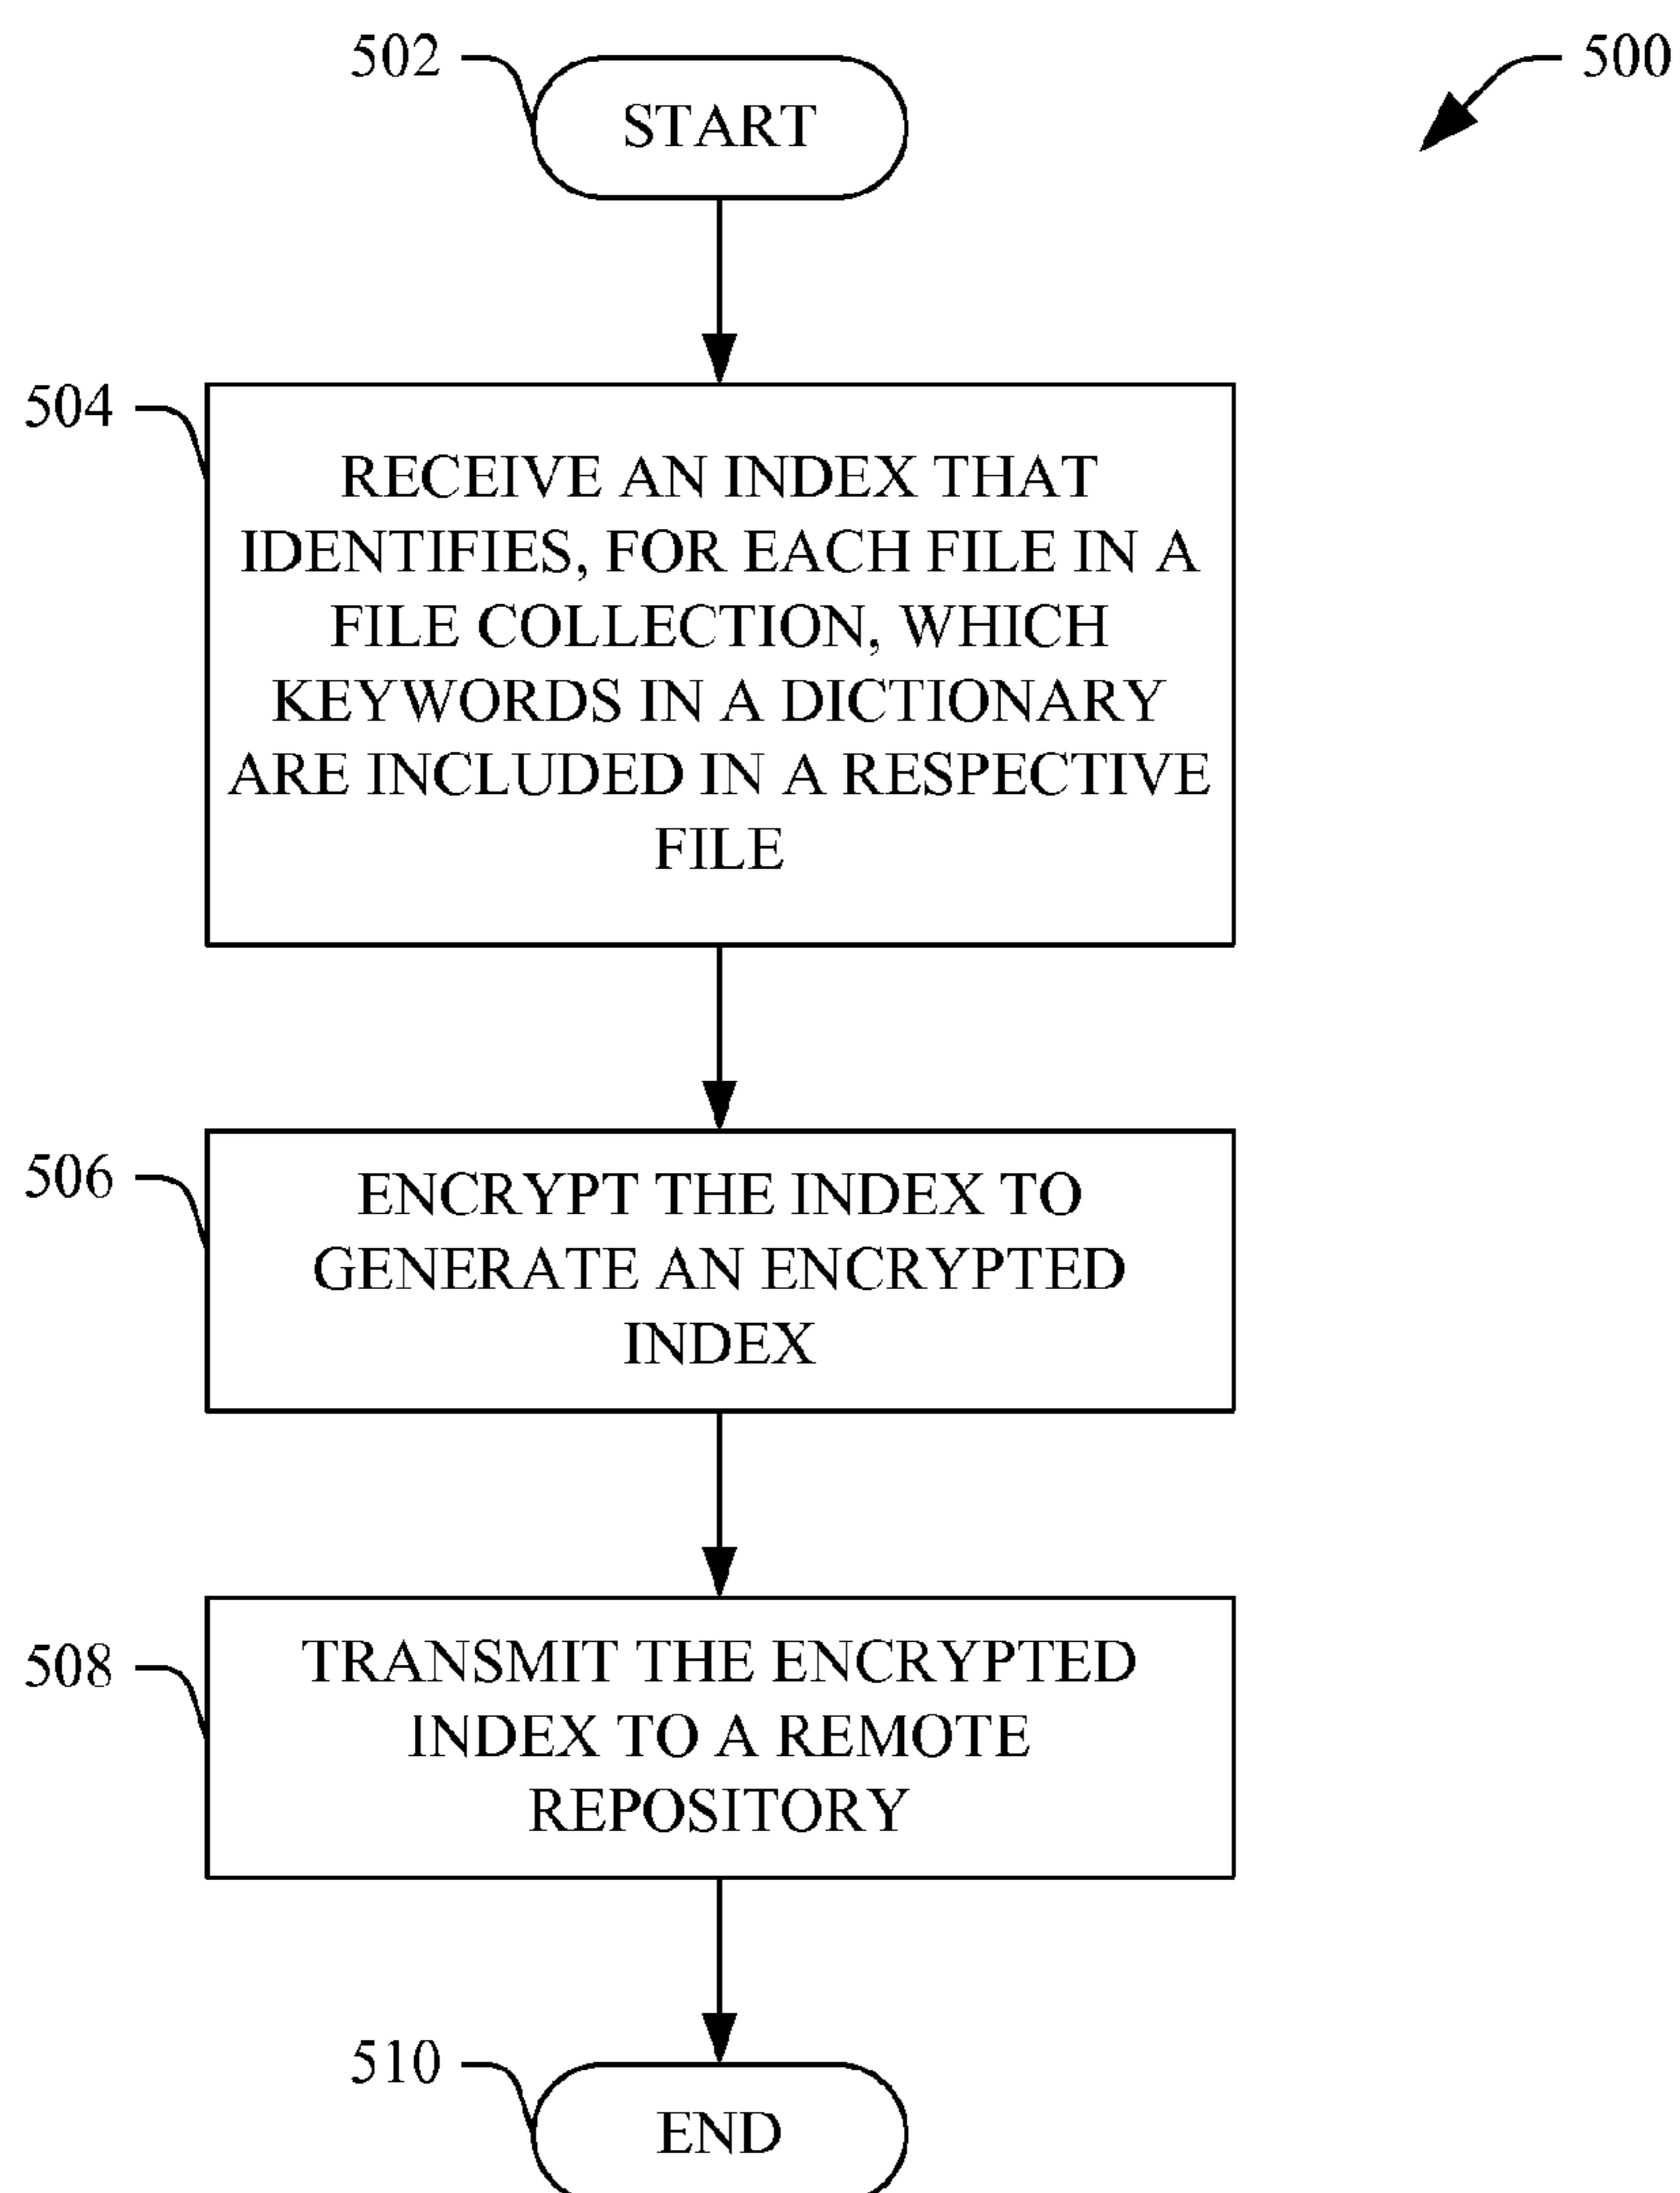 502
500
START
504
RECEIVE AN INDEX THAT
IDENTIFIES, FOR EACH FILE IN A
FILE COLLECTION, WHICH
KEYWORDS IN A DICTIONARY
ARE INCLUDED IN A RESPECTIVE
FILE
506
ENCRYPT THE INDEX TO
GENERATE AN ENCRYPTED
INDEX
508
TRANSMIT THE ENCRYPTED
INDEX TO A REMOTE
REPOSITORY
510
END